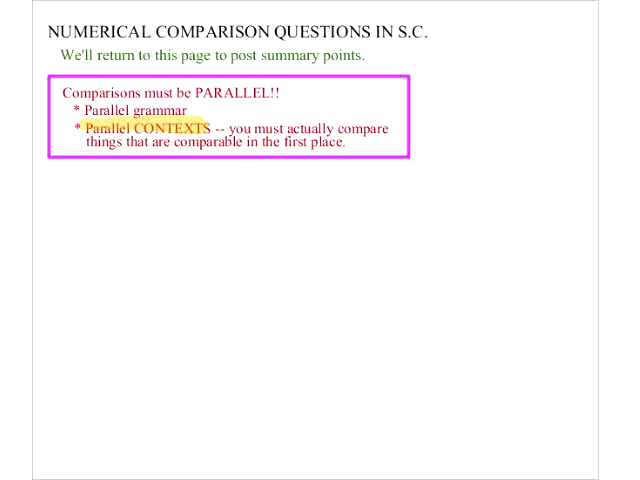 NUMERICAL COMPARISON QUESTIONS IN S.C.
We'll return to this page to post summary points.
Comparisons must be PARALLEL!!
* Parallel grammar
* Parallel CONTEXTS -- you must actually compare
things that are comparable in the first place.